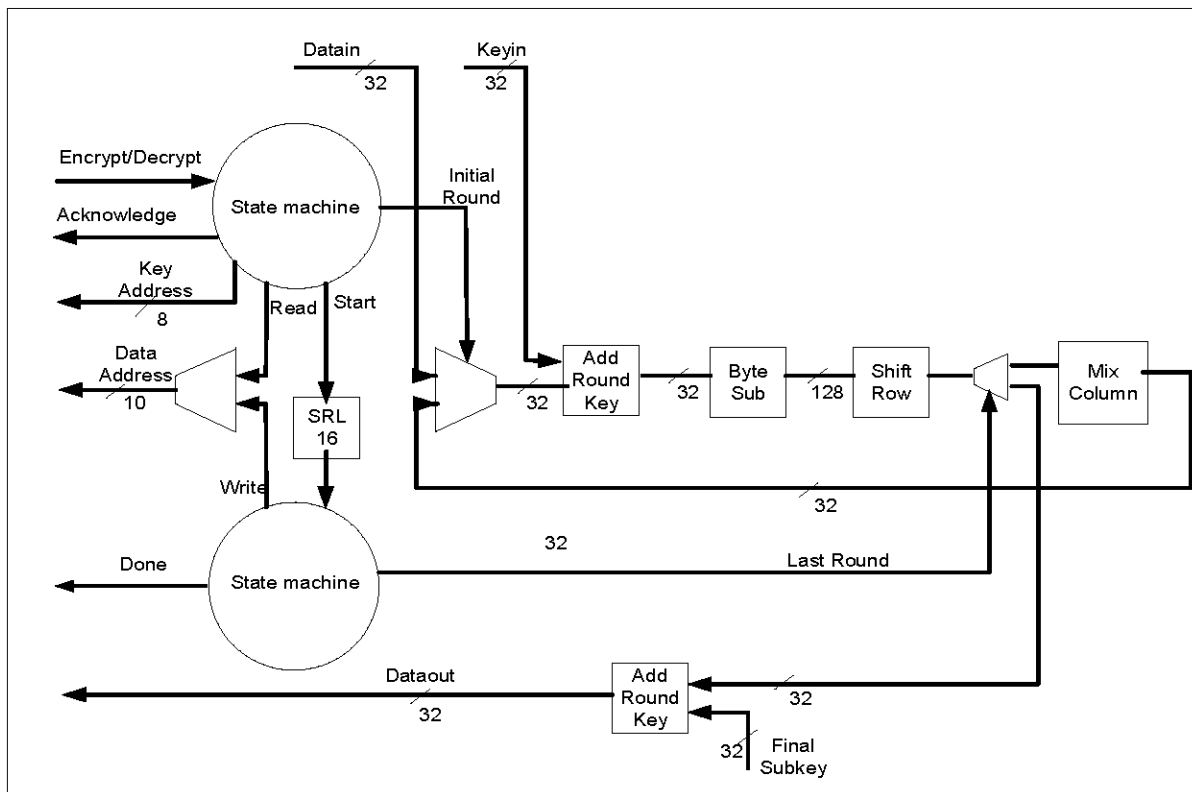 Datain
32
Keyin
32
Encrypt/Decrypt
Acknowledge
State machine
Initial
Round
Key
Address
8
Read
Start
Data
Address
10
SRL
16
32
Add
Round
Key
32
Byte
Sub
128
Shift
Row
Mix
Column
Write
32
32
Done
State machine
Last Round
Dataout
32
Add
Round
Key
32
32
Final
Subkey